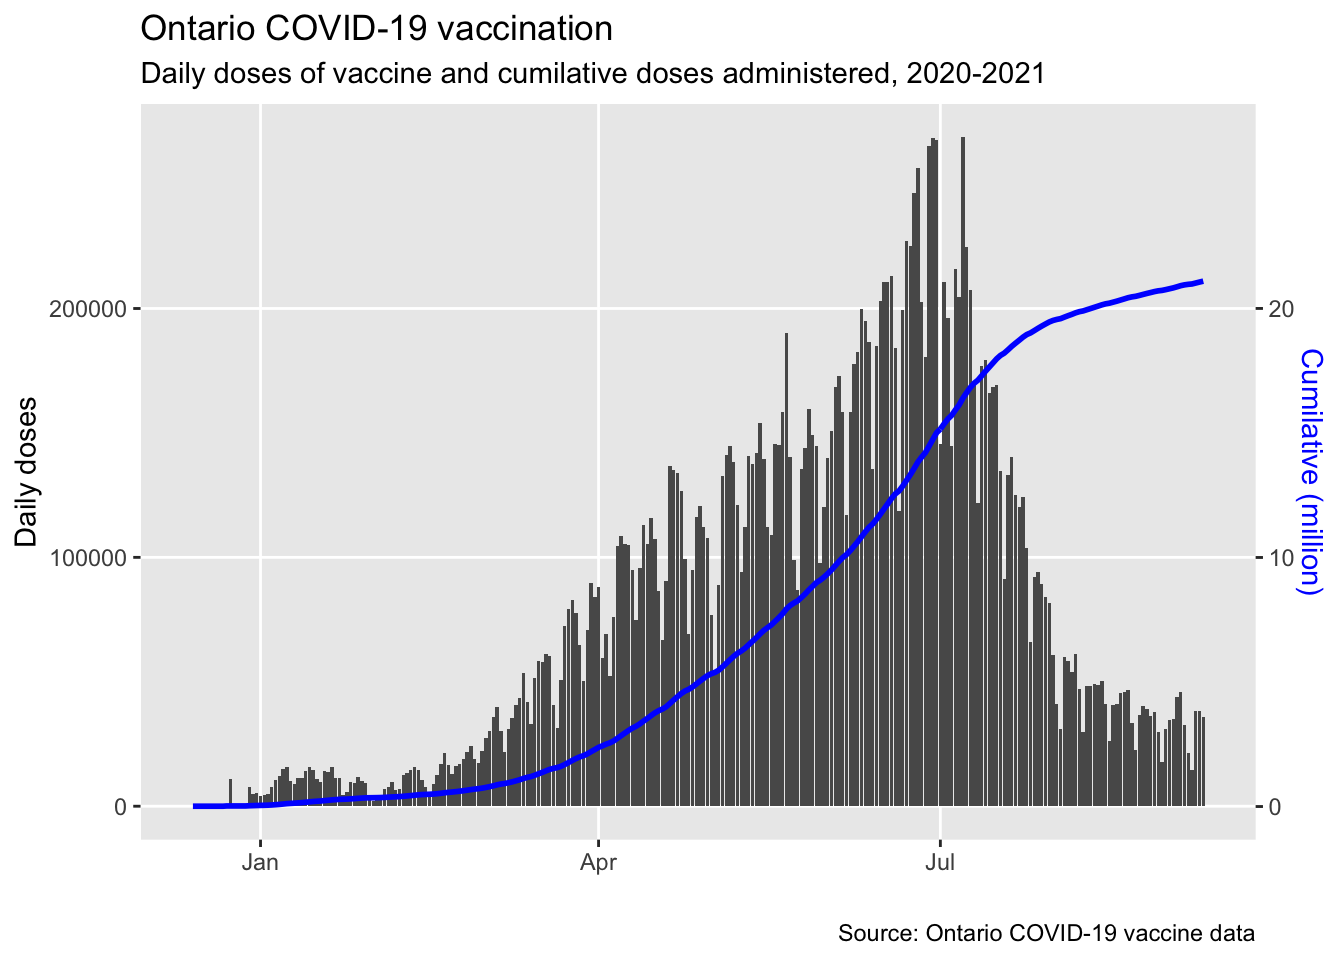 Ontario COVID-19 vaccination
Daily doses of vaccine and cumilative doses administered, 2020-2021
Daily doses
200000
100000
0
20
10
0
Cumilative (million)
Jan
Apr
Jul
Source: Ontario COVID-19 vaccine data